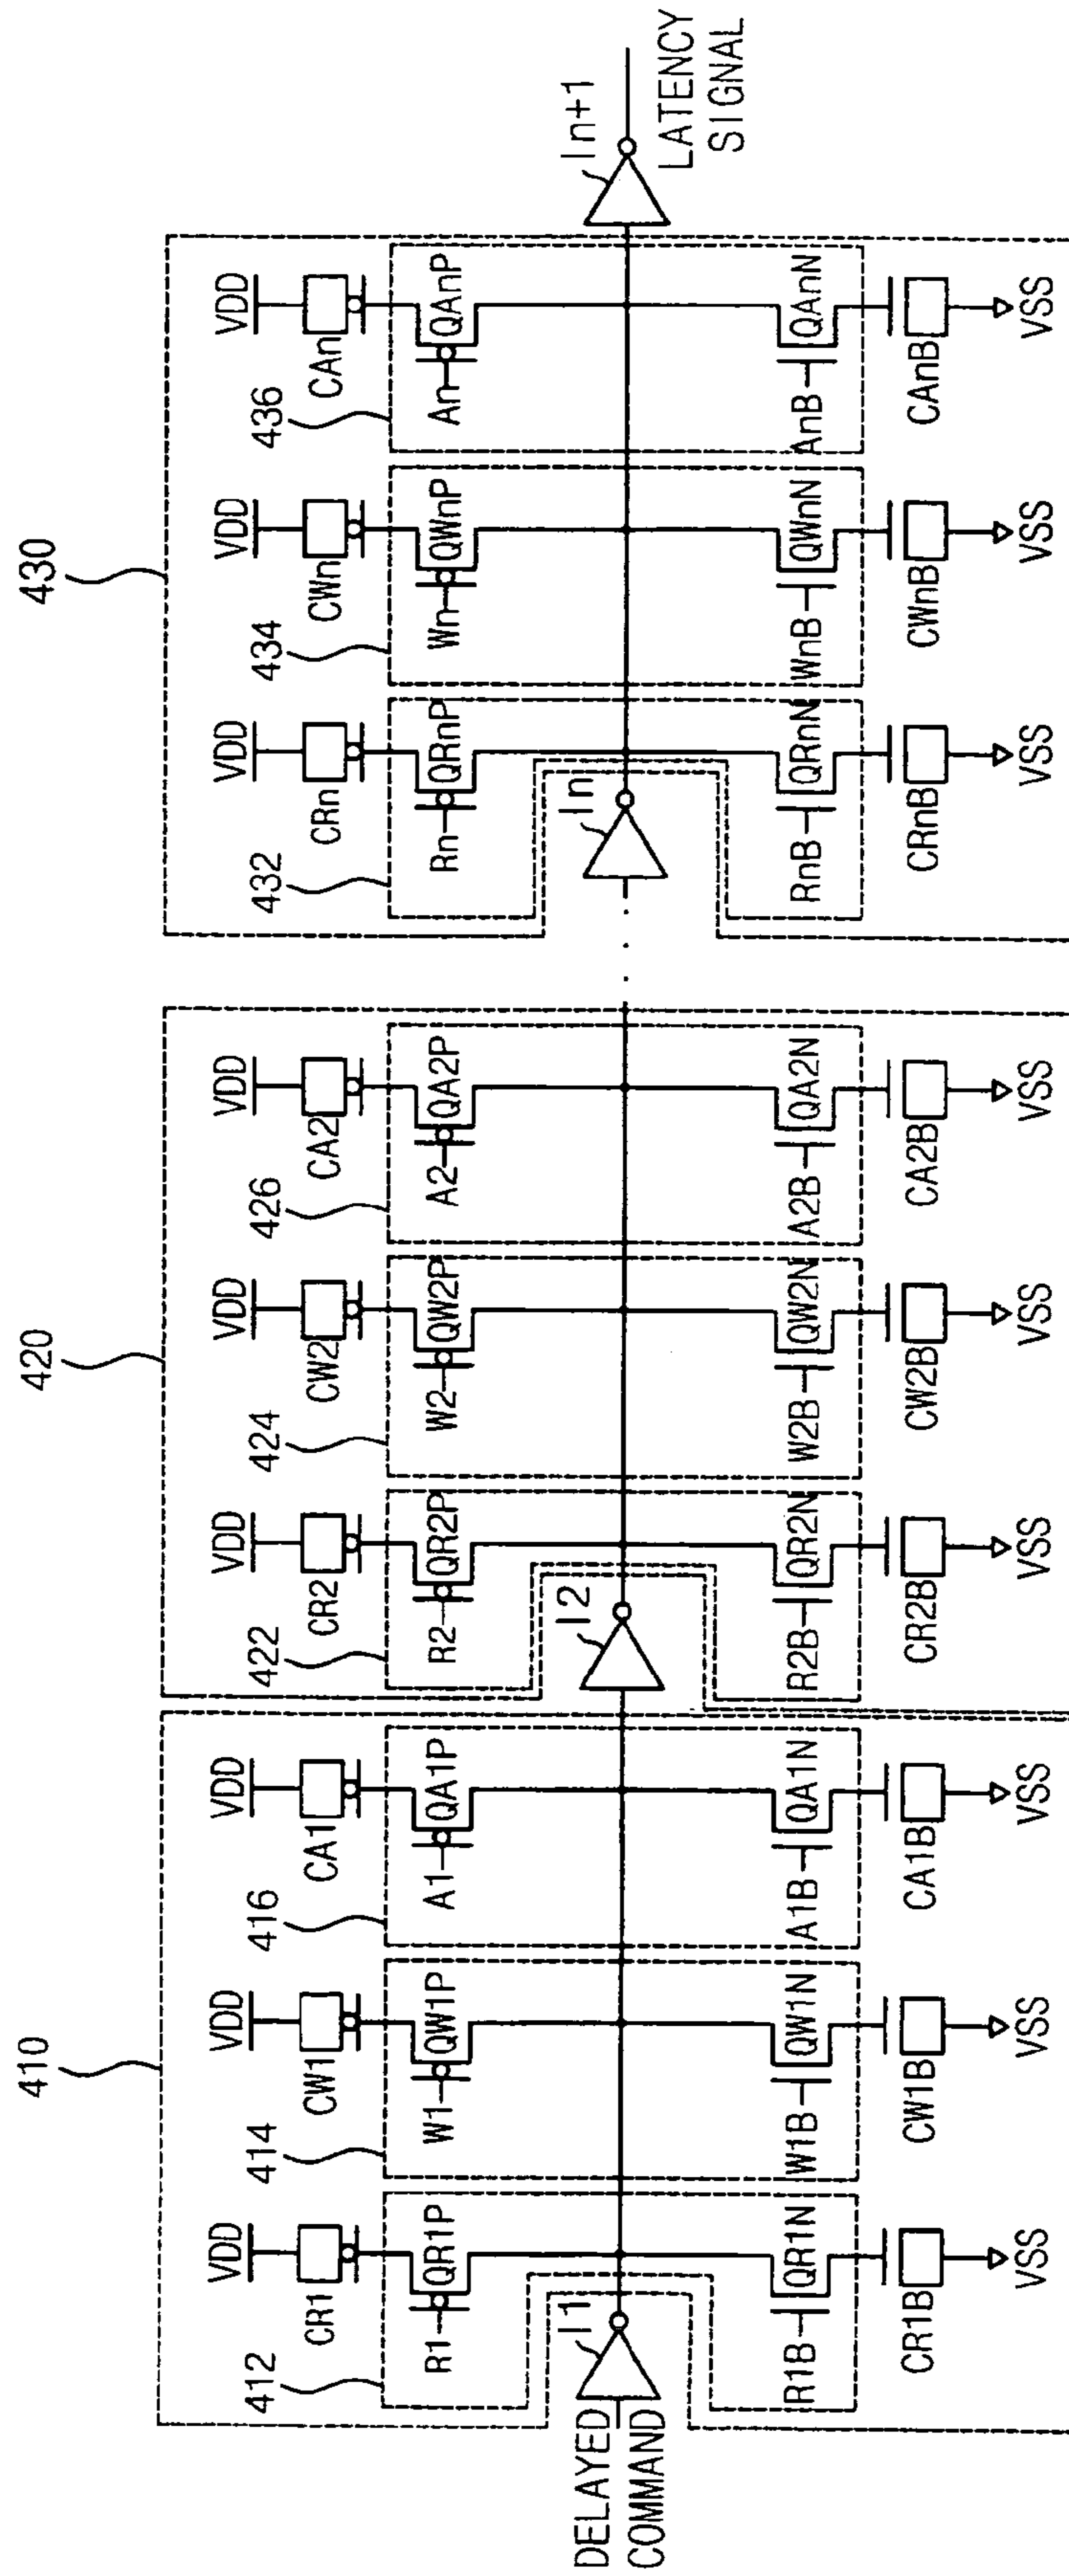 410
420
430
412
414
416
422
424
426
432
434
436
VDD
VDD
VDD
VDD
VDD
VDD
VDD
VDD
VDD
CR1
CW1
CA1
CR2
CW2
CA2
CRn
CWn
CAn
R1
QR1P
W1
QW1P
A1
QA1P
R2
QR2P
W2
QW2P
A2
QA2P
Rn
QRnP
Wn
QWnP
An
QAnP
DELAYED
COMMAND
I1
I2
In
In+1
LATENCY
SIGNAL
R1B
QR1N
W1B
QW1N
A1B
QA1N
R2B
QR2N
W2B
QW2N
A2B
QA2N
RnB
QRnN
WnB
QWnN
AnB
QAnN
CR1B
CW1B
CA1B
CR2B
CW2B
CA2B
CRnB
CWnB
CAnB
VSS
VSS
VSS
VSS
VSS
VSS
VSS
VSS
VSS